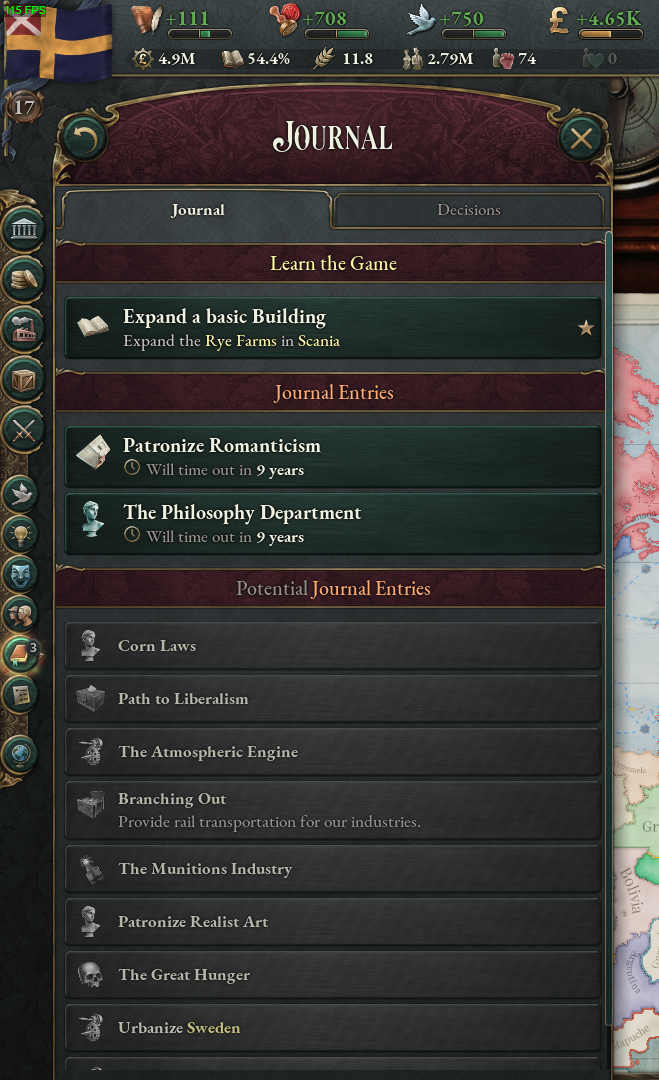 115 FPS
+111
+708
+750
+4.65K
4.9M
54.4%
11.8
2.79M
74
0
17
Journal
Journal
Decisions
Learn the Game
Expand a basic Building
Expand the Rye Farms in Scania
Journal Entries
Patronize Romanticism
Will time out in 9 years
The Philosophy Department
Will time out in 9 years
Potential Journal Entries
Corn Laws
Path to Liberalism
The Atmospheric Engine
Branching Out
Provide rail transportation for our industries.
The Munitions Industry
Patronize Realist Art
The Great Hunger
Urbanize Sweden
3
Gr
Bolivia